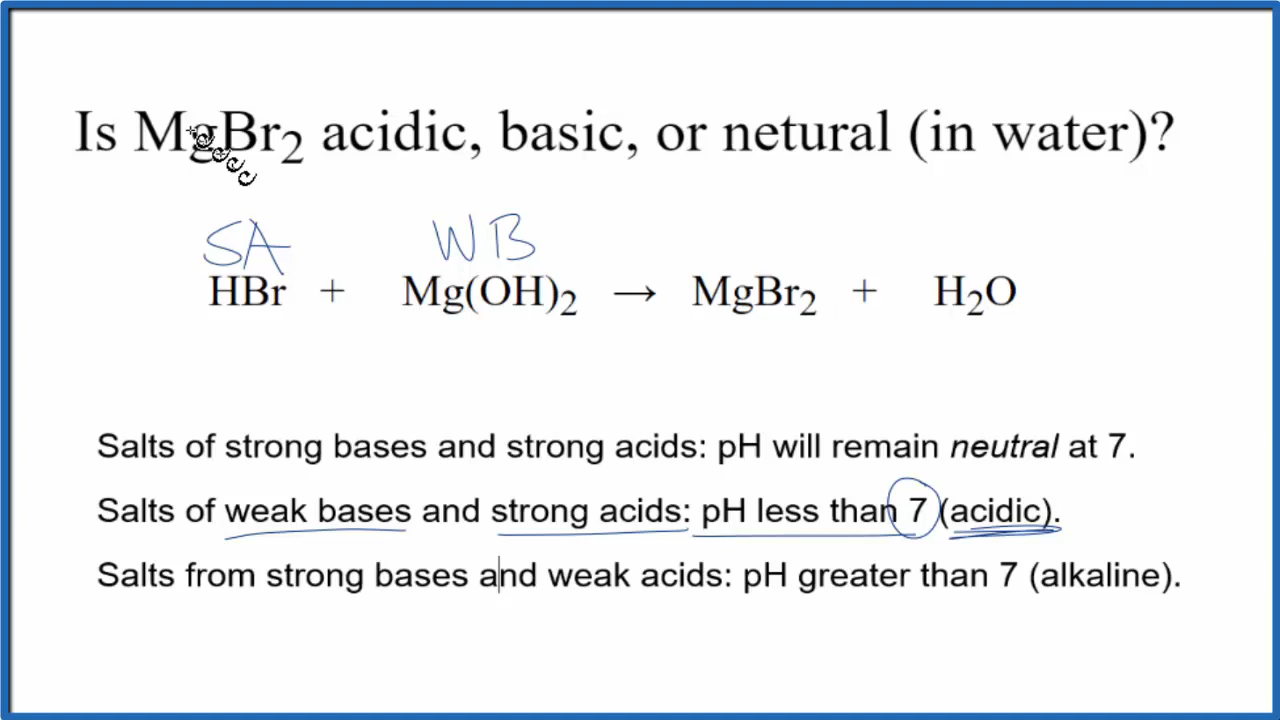 Is MgBr₂ acidic, basic, or netural (in water)?
SA WB
HBr + Mg(OH)₂ → MgBr₂ + H₂O
Salts of strong bases and strong acids: pH will remain neutral at 7.
Salts of weak bases and strong acids: pH less than 7 (acidic).
Salts from strong bases and weak acids: pH greater than 7 (alkaline).